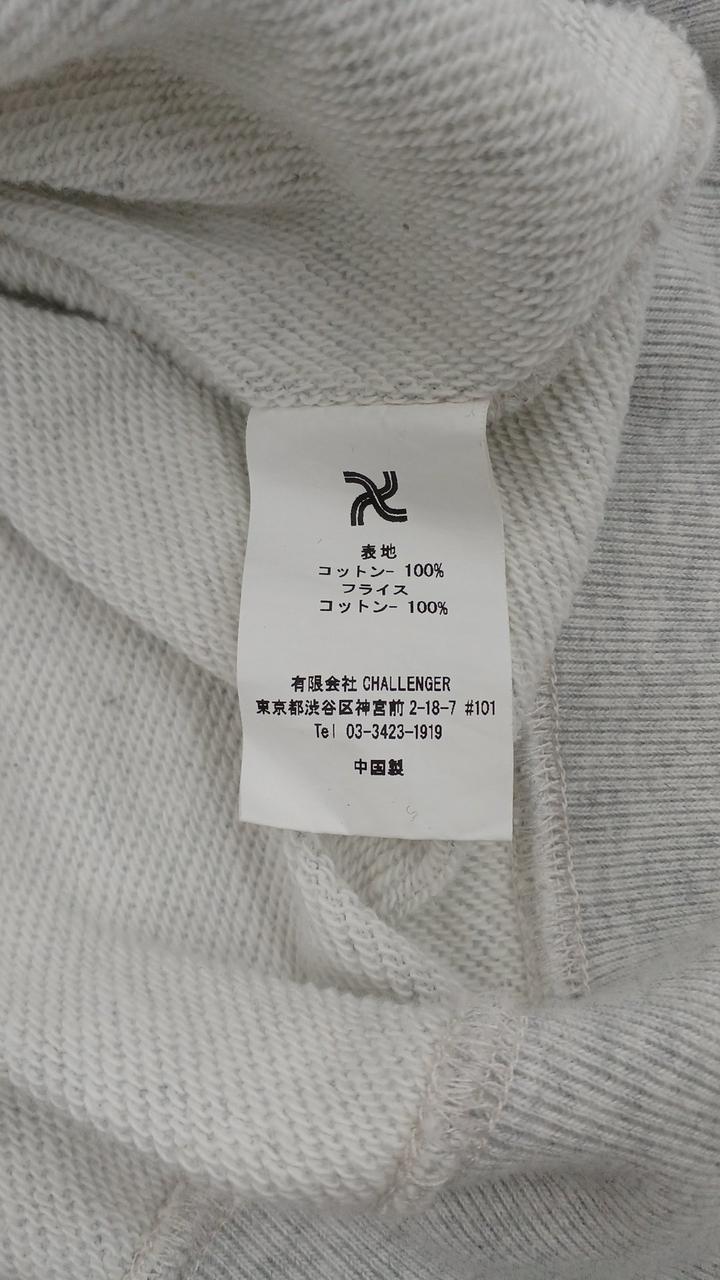 表地
コットン- 100%
フライス
コットン- 100%
有限会社 CHALLENGER
東京都渋谷区神宮前 2-18-7 #101
Tel 03-3423-1919
中国製